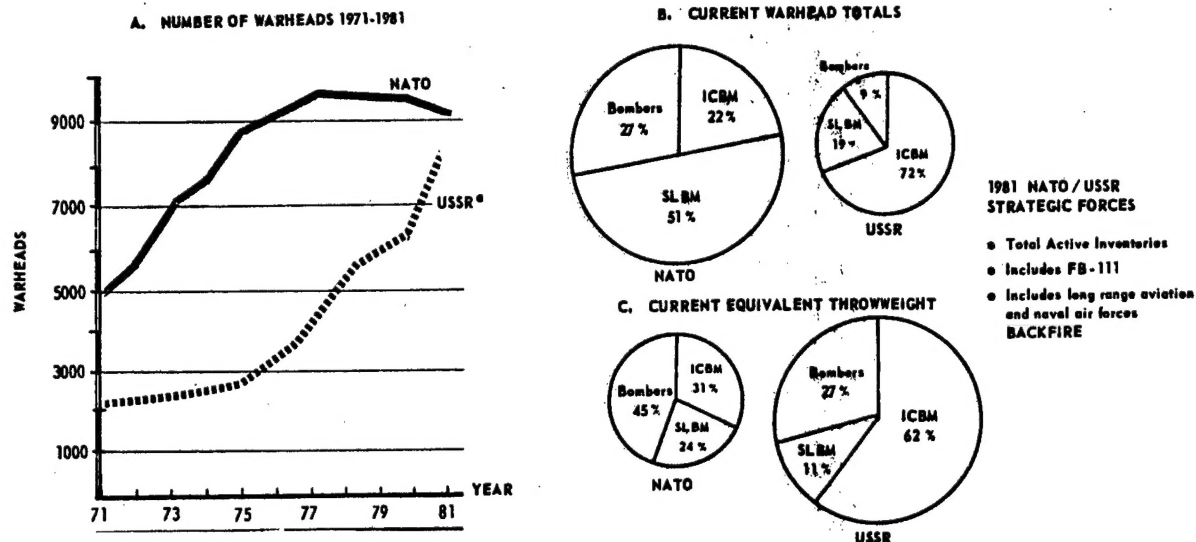 A. NUMBER OF WARHEADS 1971-1981
WARHEADS
9000
7000
5000
3000
1000
NATO
USSR
YEAR
71
73
75
77
79
81
B. CURRENT WARHEAD TOTALS
Bombers
27 %
ICBM
22 %
SLBM
51 %
NATO
Bombers
9 %
SLBM
19
ICBM
72 %
USSR
1981 NATO / USSR
STRATEGIC FORCES
• Total Active Inventories
• Includes FB-111
• Includes long range aviation
and naval air forces
BACKFIRE
C. CURRENT EQUIVALENT THROWWEIGHT
Bombers
45 %
ICBM
31 %
SLBM
24 %
NATO
Bombers
27 %
ICBM
62 %
SLBM
11 %
USSR